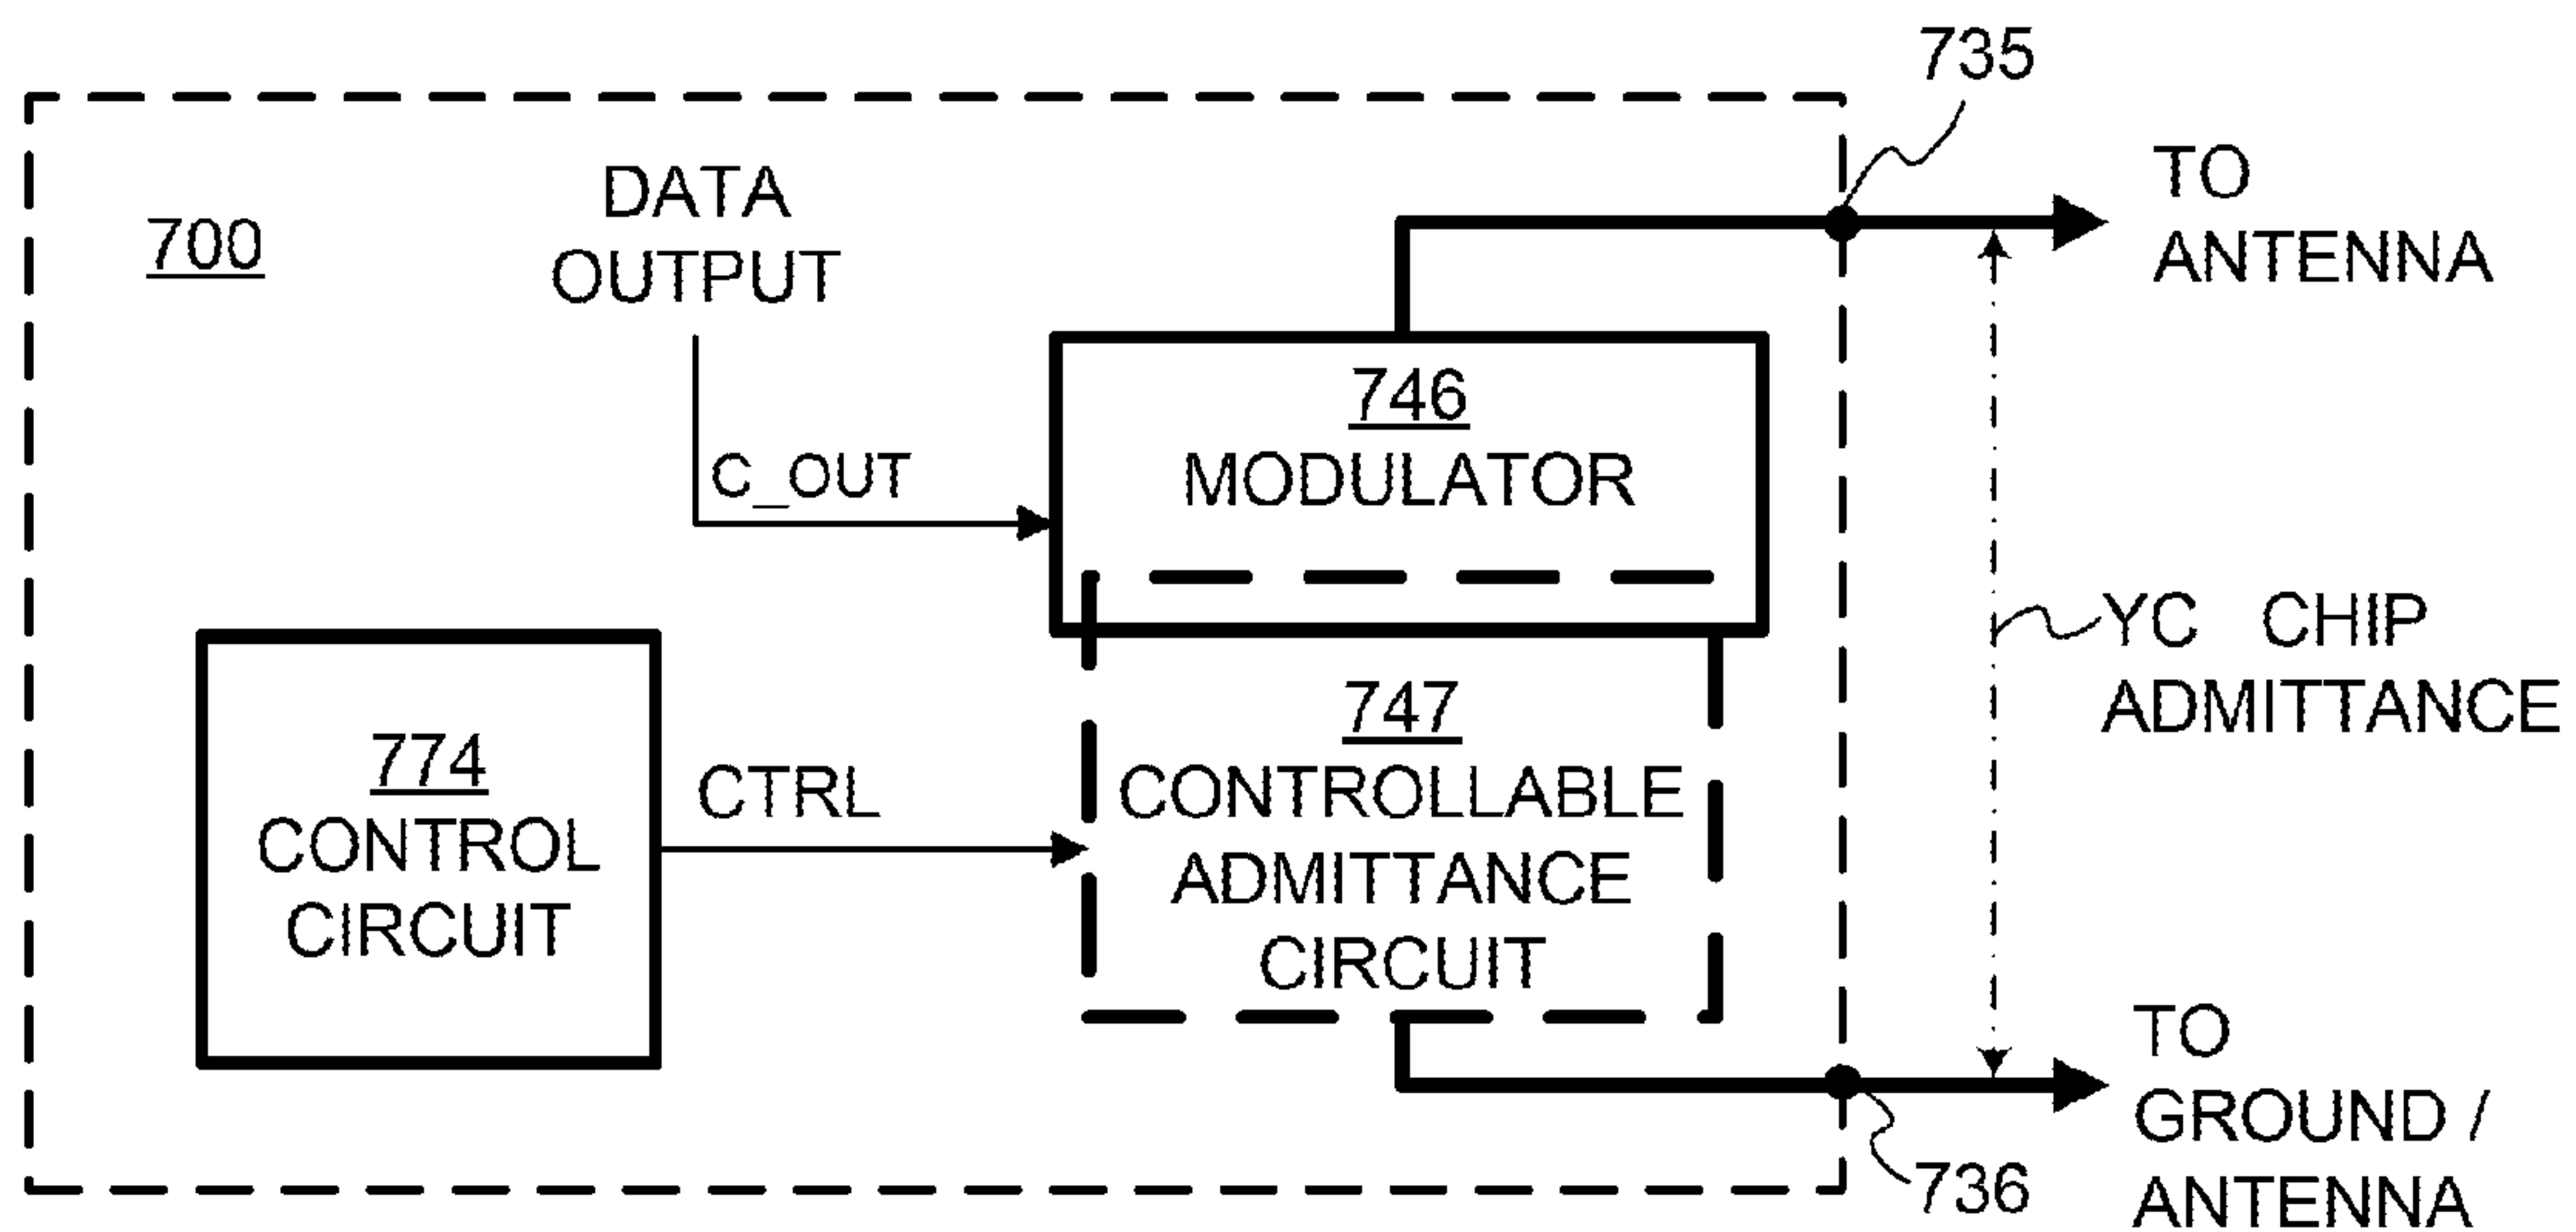 735
700
DATA
OUTPUT
TO
ANTENNA
C_OUT
746
MODULATOR
YC CHIP
ADMITTANCE
774
CONTROL
CIRCUIT
CTRL
747
CONTROLLABLE
ADMITTANCE
CIRCUIT
TO
GROUND /
ANTENNA
736